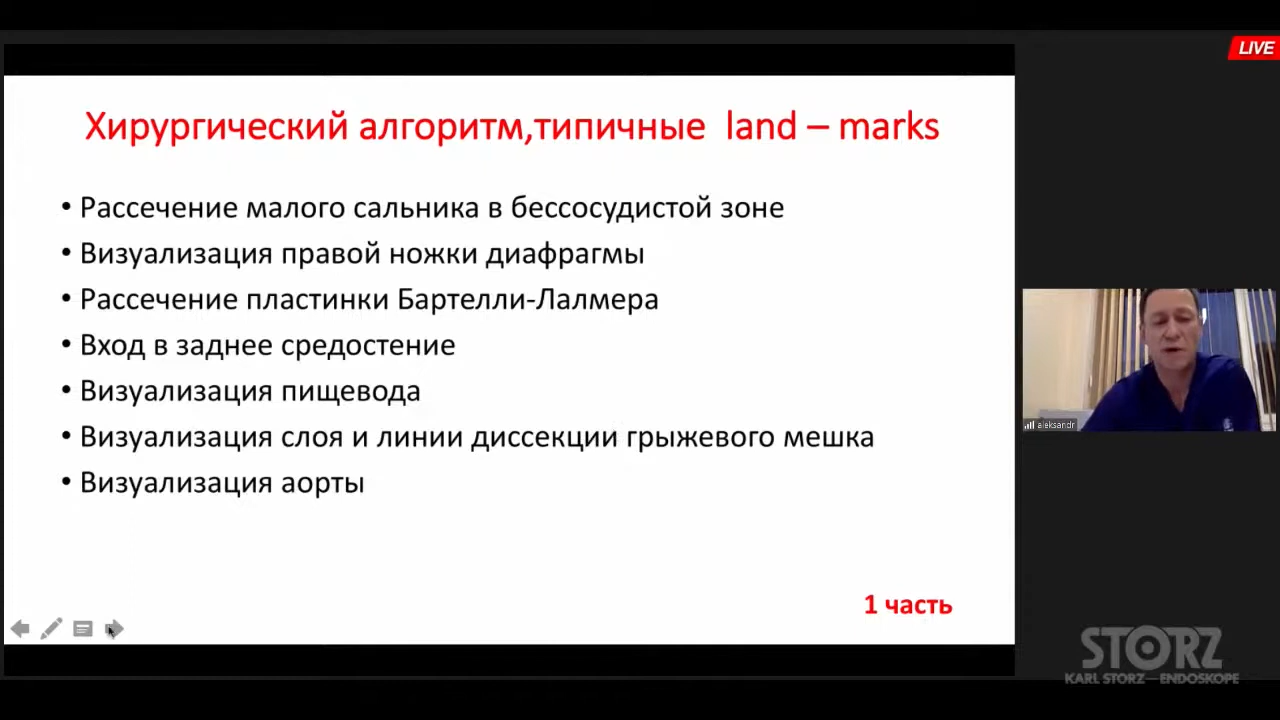 LIVE
Хирургический алгоритм,типичные land – marks
• Рассечение малого сальника в бессосудистой зоне
• Визуализация правой ножки диафрагмы
• Рассечение пластинки Бартелли-Лалмера
• Вход в заднее средостение
• Визуализация пищевода
• Визуализация слоя и линии диссекции грыжевого мешка
• Визуализация аорты
1 часть
aleksandr
STORZ
KARL STORZ—ENDOSKOPE